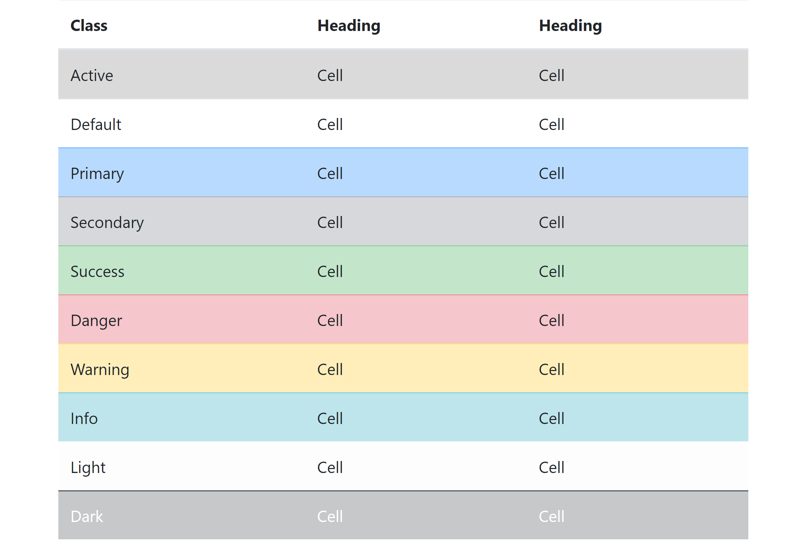 Class Heading Heading
Active Cell Cell
Default Cell Cell
Primary Cell Cell
Secondary Cell Cell
Success Cell Cell
Danger Cell Cell
Warning Cell Cell
Info Cell Cell
Light Cell Cell
Dark Cell Cell